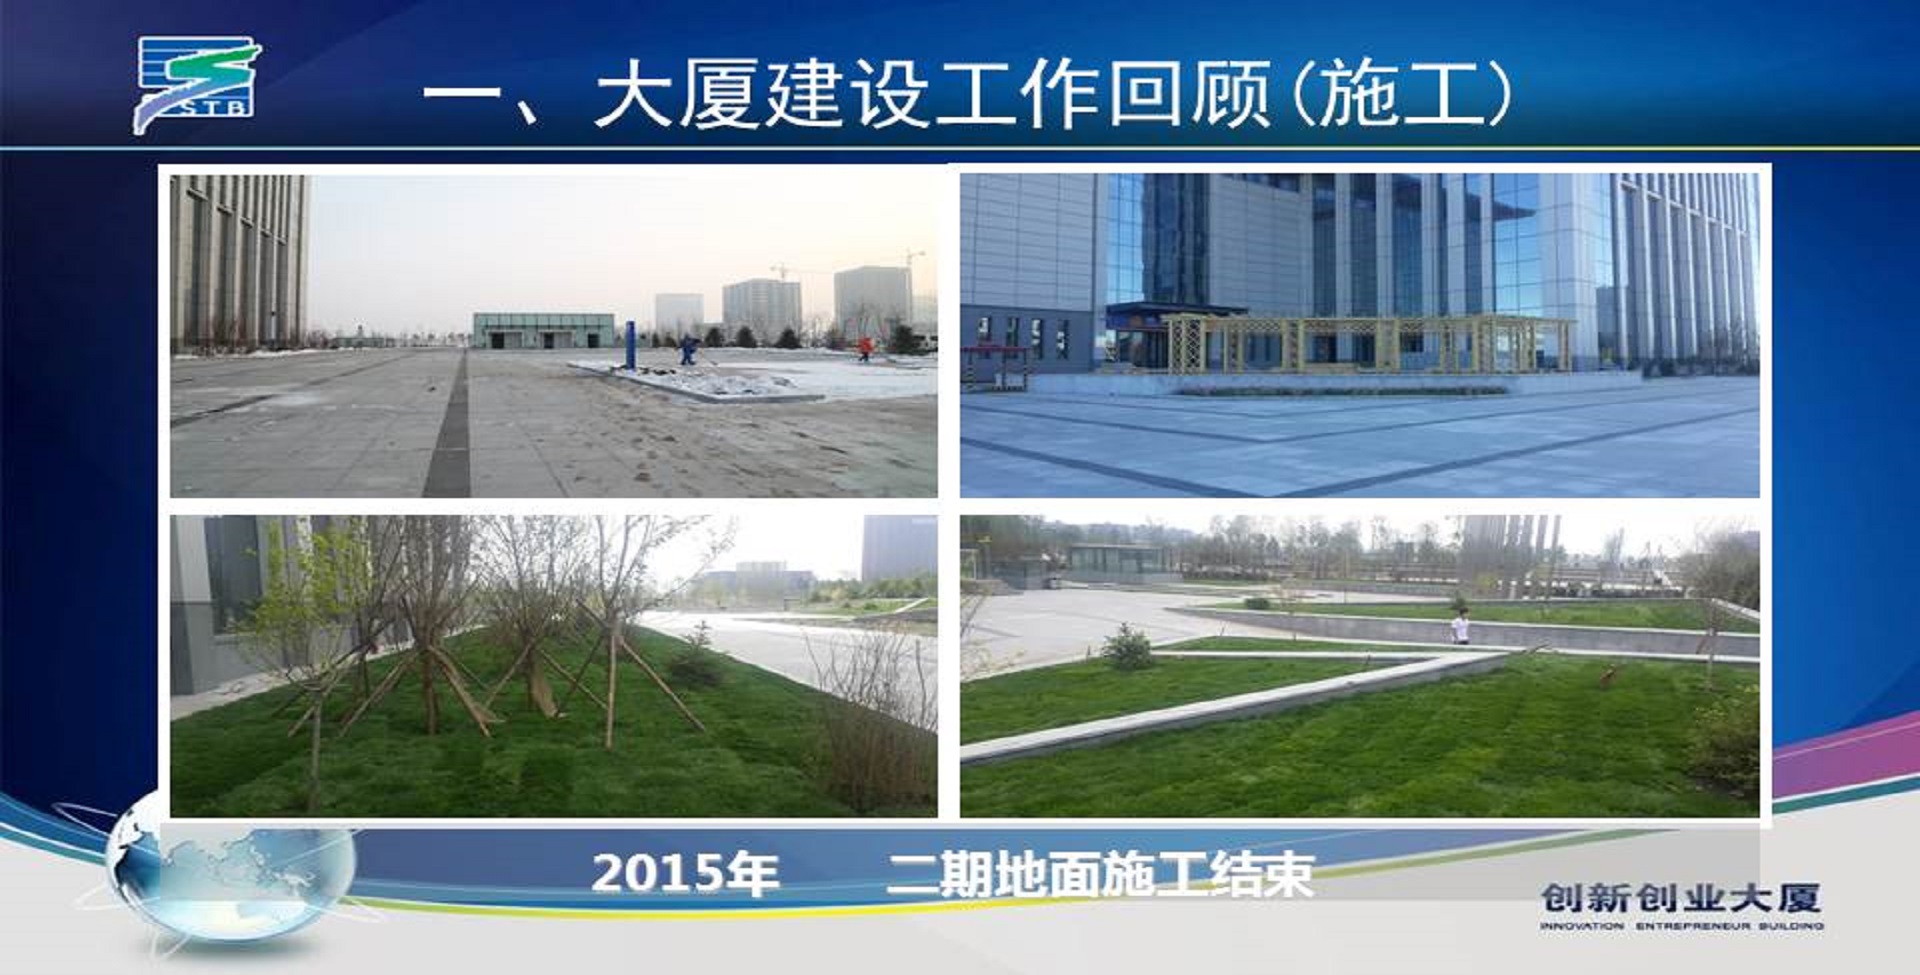 STB
一、大厦建设工作回顾(施工)
2015年 二期地面施工结束
创新创业大厦
INNOVATION ENTREPRENEUR BUILDING